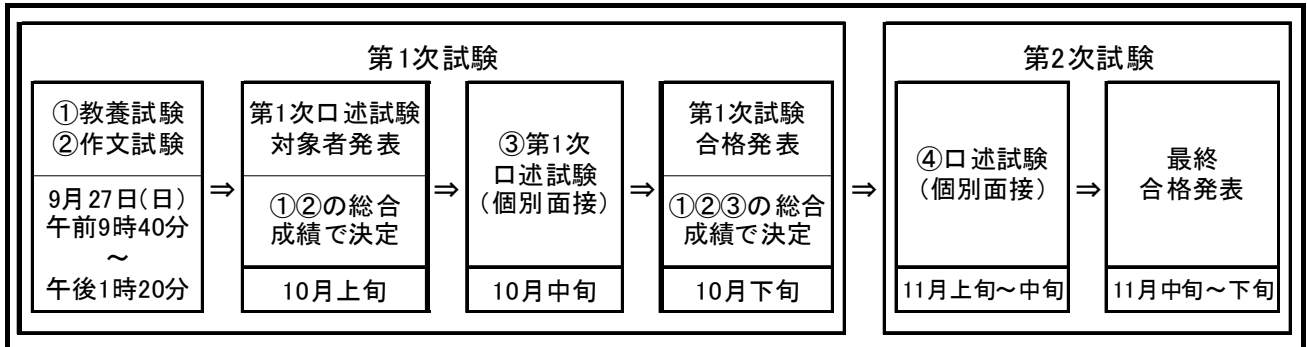 第1次試験
①教養試験
②作文試験
9月27日(日)
午前9時40分
～
午後1時20分
⇒
第1次口述試験
対象者発表
①②の総合
成績で決定
10月上旬
⇒
③第1次
口述試験
(個別面接)
10月中旬
⇒
第1次試験
合格発表
①②③の総合
成績で決定
10月下旬
⇒
第2次試験
④口述試験
(個別面接)
11月上旬～中旬
⇒
最終
合格発表
11月中旬～下旬